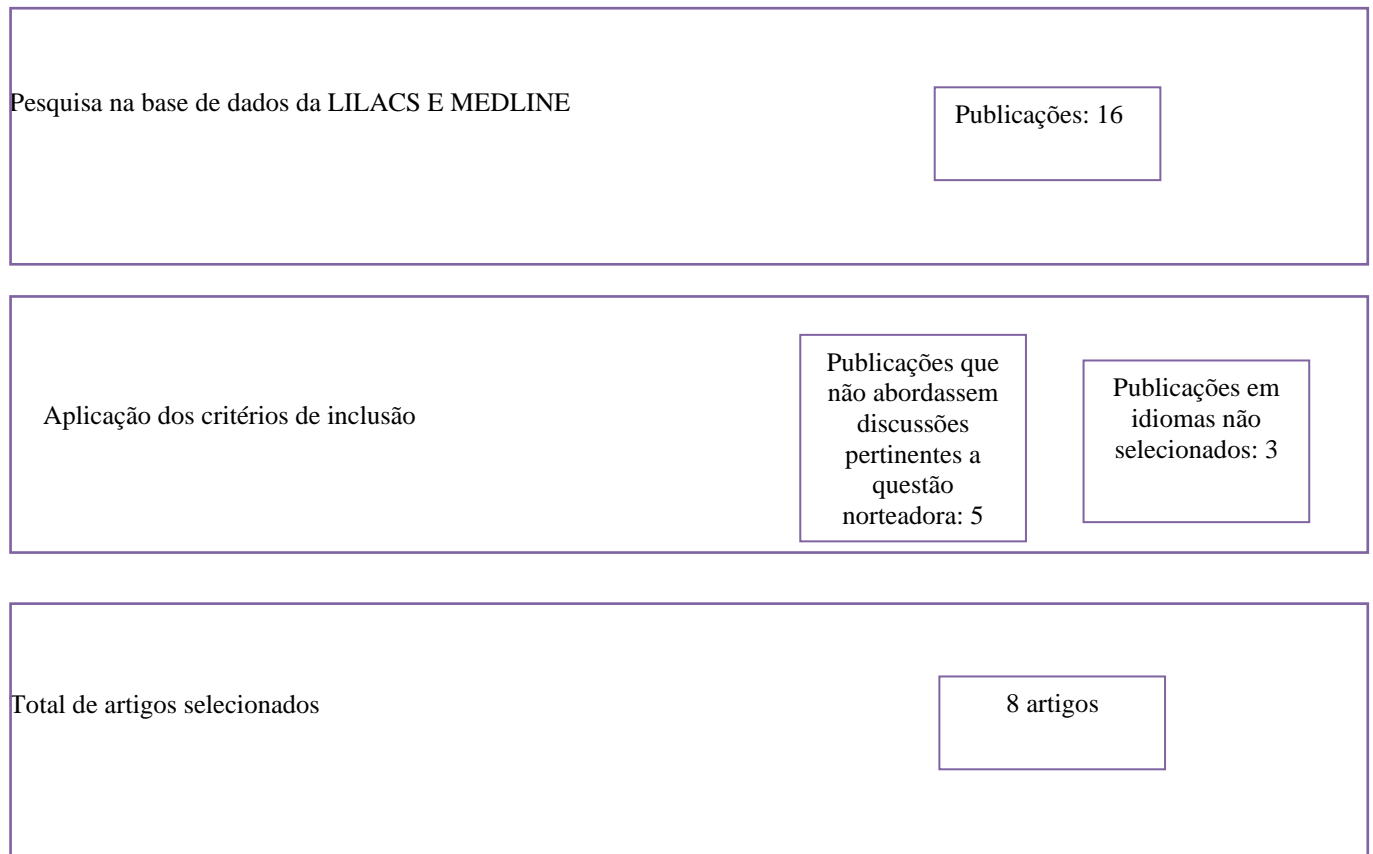 Pesquisa na base de dados da LILACS E MEDLINE
Publicações: 16
Aplicação dos critérios de inclusão
Publicações que
não abordassem
discussões
pertinentes a
questão
norteadora: 5
Publicações em
idiomas não
selecionados: 3
Total de artigos selecionados
8 artigos